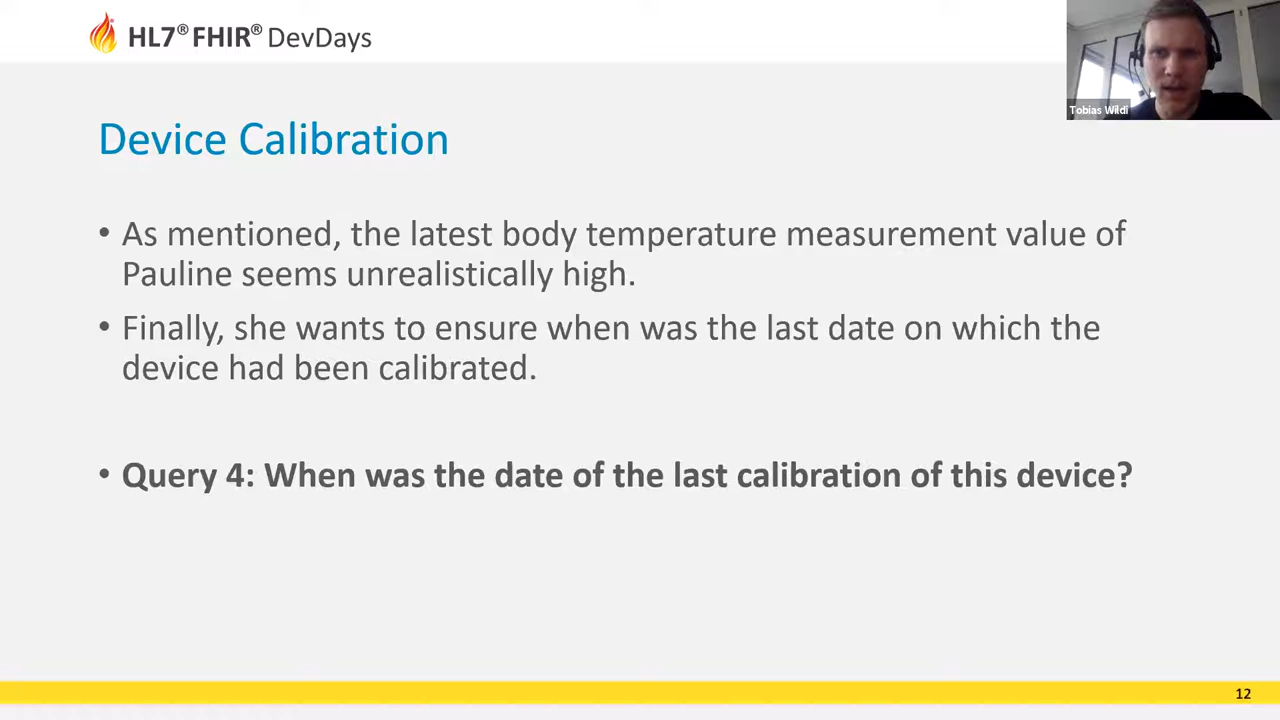 HL7® FHIR® DevDays
Tobias Wildi
Device Calibration
• As mentioned, the latest body temperature measurement value of
Pauline seems unrealistically high.
• Finally, she wants to ensure when was the last date on which the
device had been calibrated.
• Query 4: When was the date of the last calibration of this device?
12